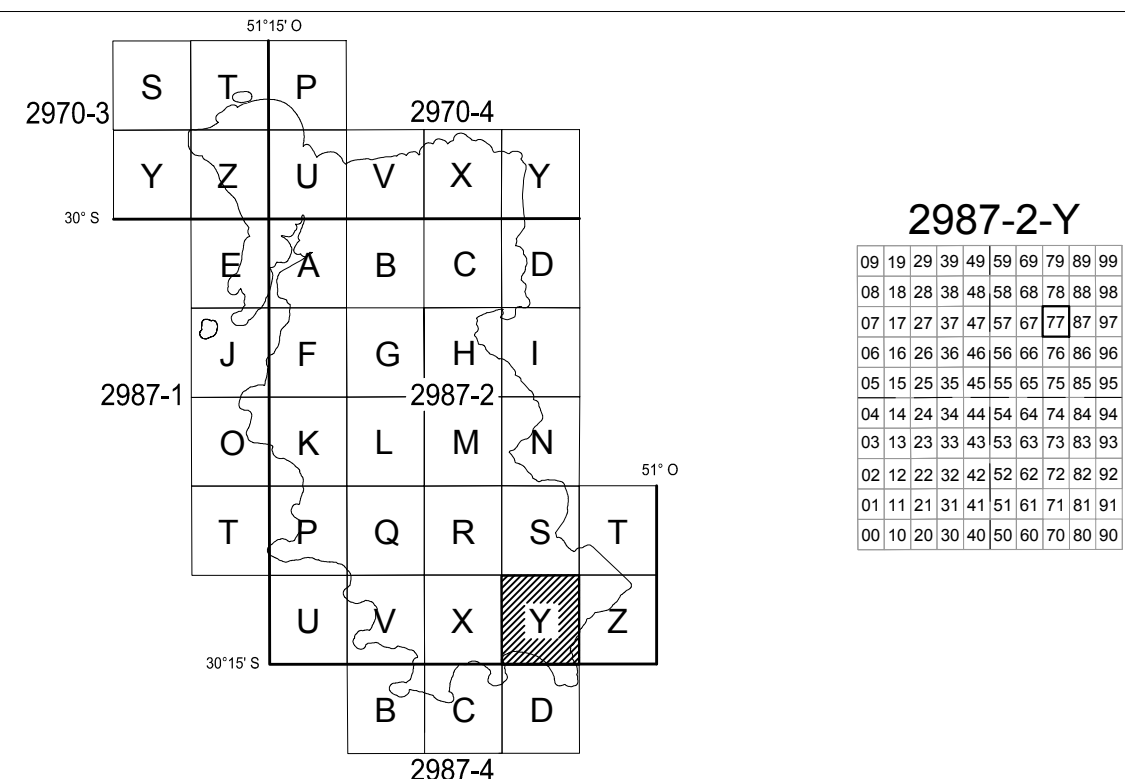 51°15' O
S T P
2970-3 2970-4
Y Z U V X Y
30° S
E A B C D
J F G H I
2987-1 2987-2
O K L M N
51° O
T P Q R S T
U V X Y Z
30°15' S
B C D
2987-4
2987-2-Y
09 19 29 39 49 59 69 79 89 99
08 18 28 38 48 58 68 78 88 98
07 17 27 37 47 57 67 77 87 97
06 16 26 36 46 56 66 76 86 96
05 15 25 35 45 55 65 75 85 95
04 14 24 34 44 54 64 74 84 94
03 13 23 33 43 53 63 73 83 93
02 12 22 32 42 52 62 72 82 92
01 11 21 31 41 51 61 71 81 91
00 10 20 30 40 50 60 70 80 90